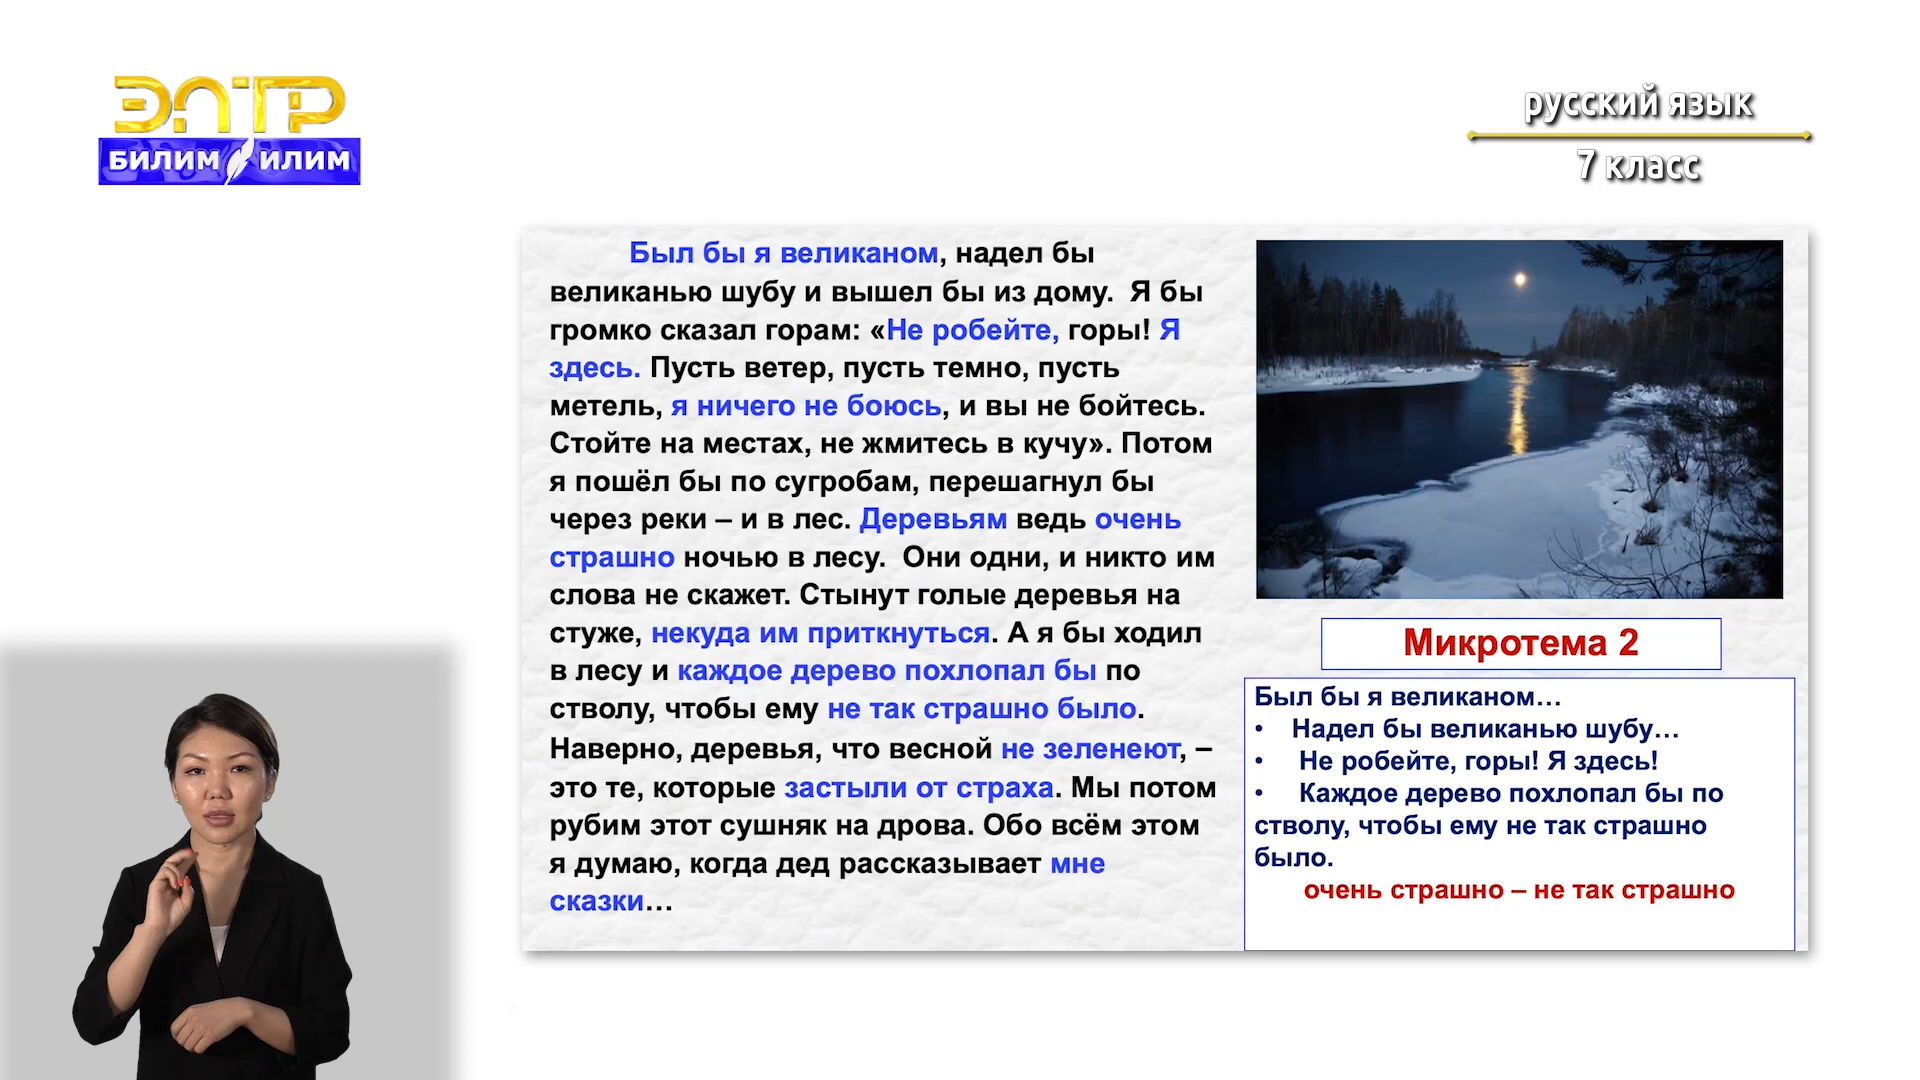 ЭЛТР
БИЛИМ ИЛИМ
русский язык
7 класс
Был бы я великаном, надел бы
великанью шубу и вышел бы из дому. Я бы
громко сказал горам: «Не робейте, горы! Я
здесь. Пусть ветер, пусть темно, пусть
метель, я ничего не боюсь, и вы не бойтесь.
Стойте на местах, не жмитесь в кучу». Потом
я пошёл бы по сугробам, перешагнул бы
через реки – и в лес. Деревьям ведь очень
страшно ночью в лесу. Они одни, и никто им
слова не скажет. Стынут голые деревья на
стуже, некуда им приткнуться. А я бы ходил
в лесу и каждое дерево похлопал бы по
стволу, чтобы ему не так страшно было.
Наверно, деревья, что весной не зеленеют, –
это те, которые застыли от страха. Мы потом
рубим этот сушняк на дрова. Обо всём этом
я думаю, когда дед рассказывает мне
сказки…
Микротема 2
Был бы я великаном…
• Надел бы великанью шубу…
• Не робейте, горы! Я здесь!
• Каждое дерево похлопал бы по
стволу, чтобы ему не так страшно
было.
очень страшно – не так страшно